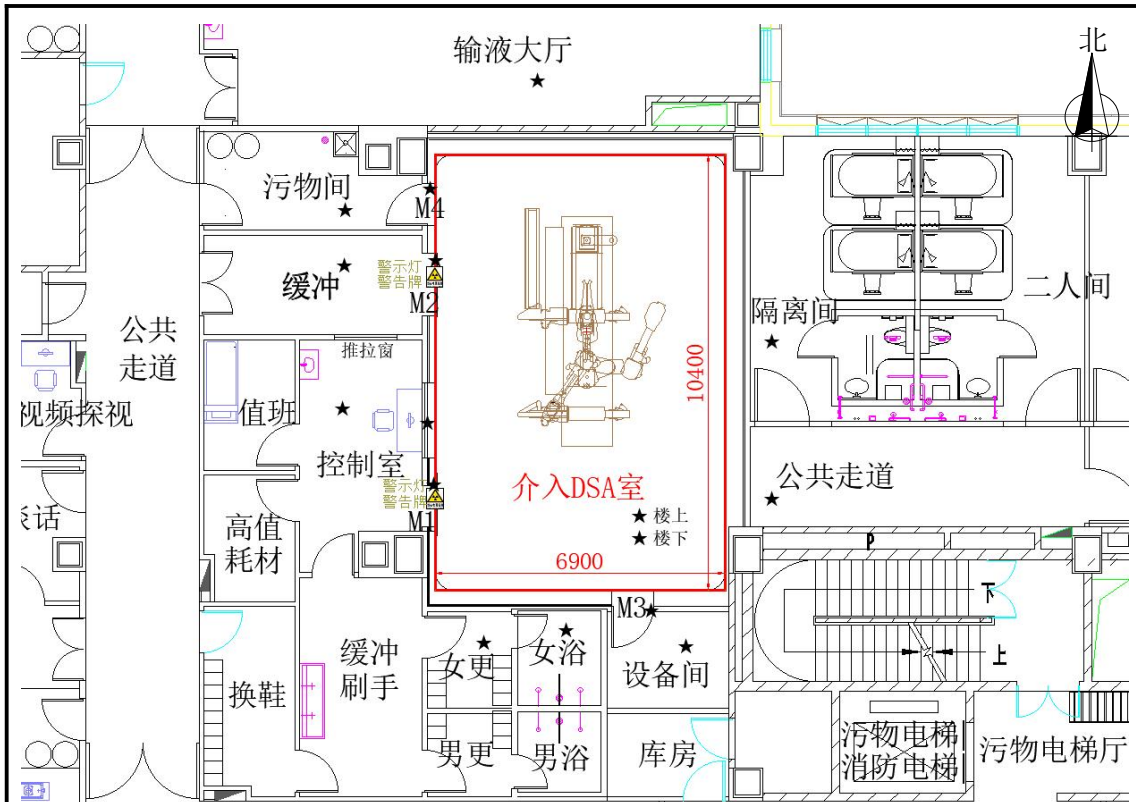 北
输液大厅
污物间
M4
缓冲
警示灯
警告牌
M2
公共
走道
推拉窗
隔离间
二人间
10400
视频探视
值班
控制室
警示灯
警告牌
M1
介入DSA室
楼上
楼下
公共走道
P
高值
耗材
谈话
6900
M3
下
上
换鞋
缓冲
刷手
女更
女浴
设备间
男更
男浴
库房
污物电梯
消防电梯
污物电梯厅